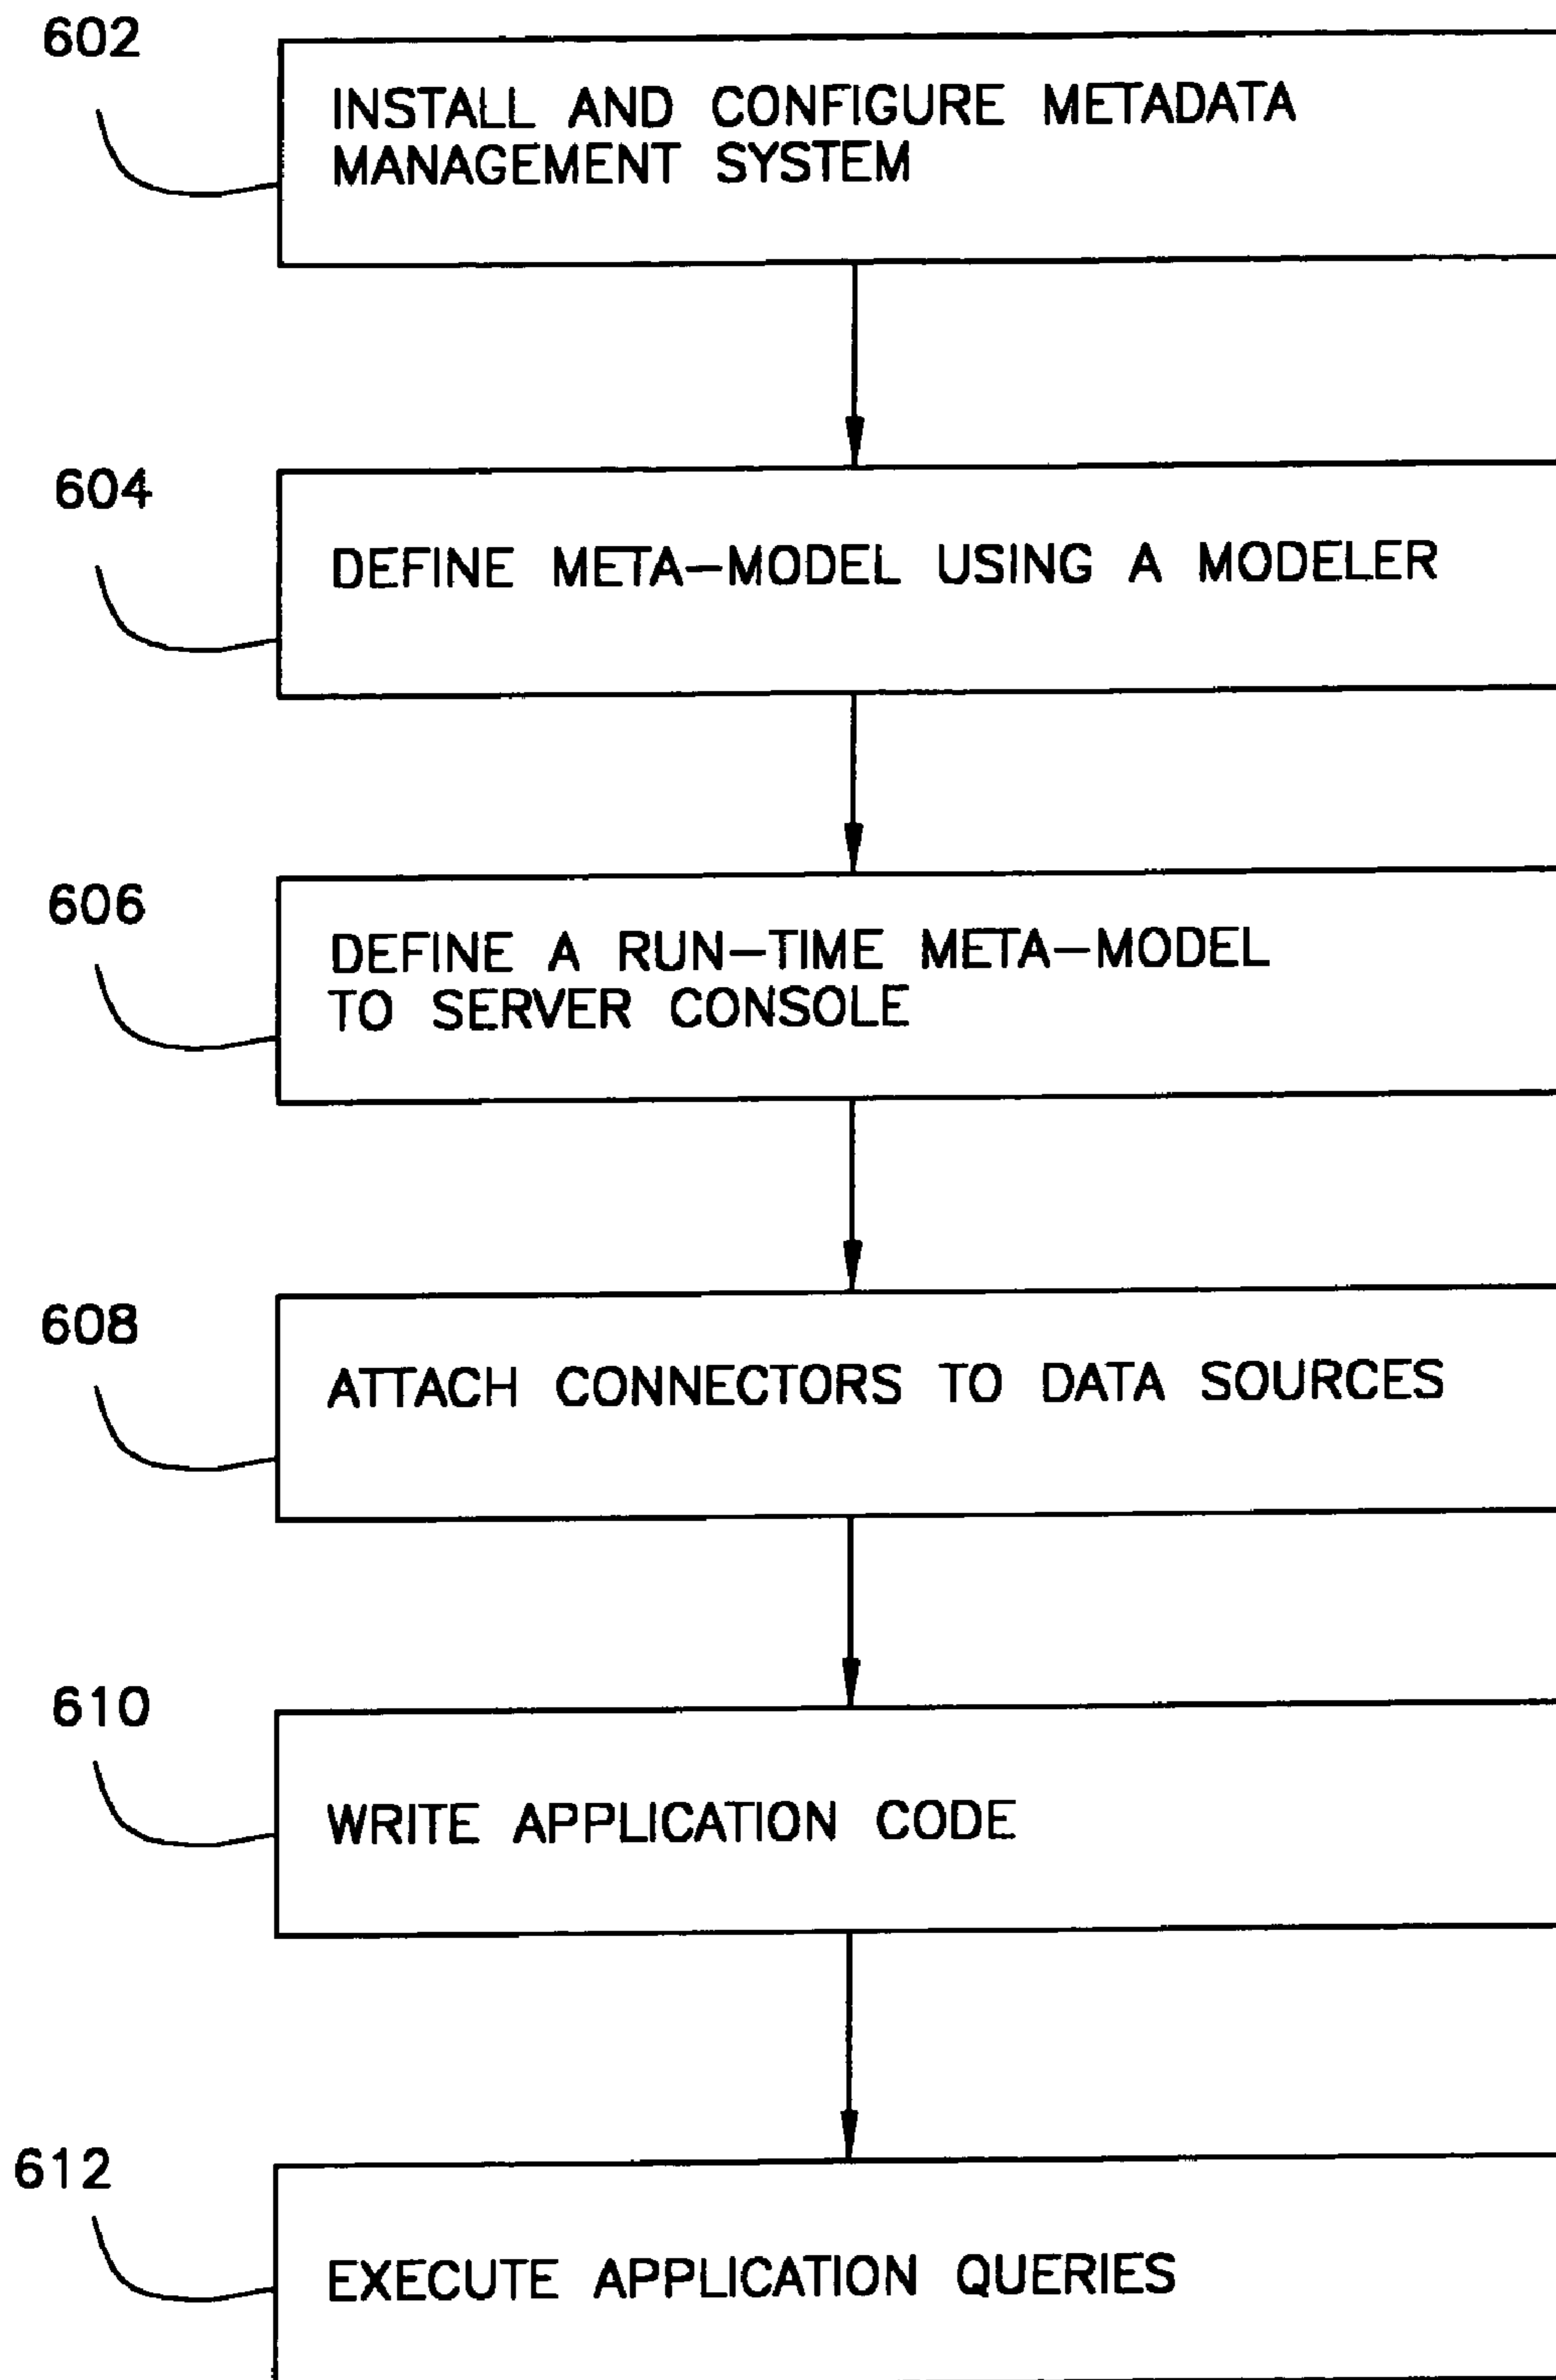 602
INSTALL AND CONFIGURE METADATA
MANAGEMENT SYSTEM
604
DEFINE META—MODEL USING A MODELER
606
DEFINE A RUN—TIME META—MODEL
TO SERVER CONSOLE
608
ATTACH CONNECTORS TO DATA SOURCES
610
WRITE APPLICATION CODE
612
EXECUTE APPLICATION QUERIES